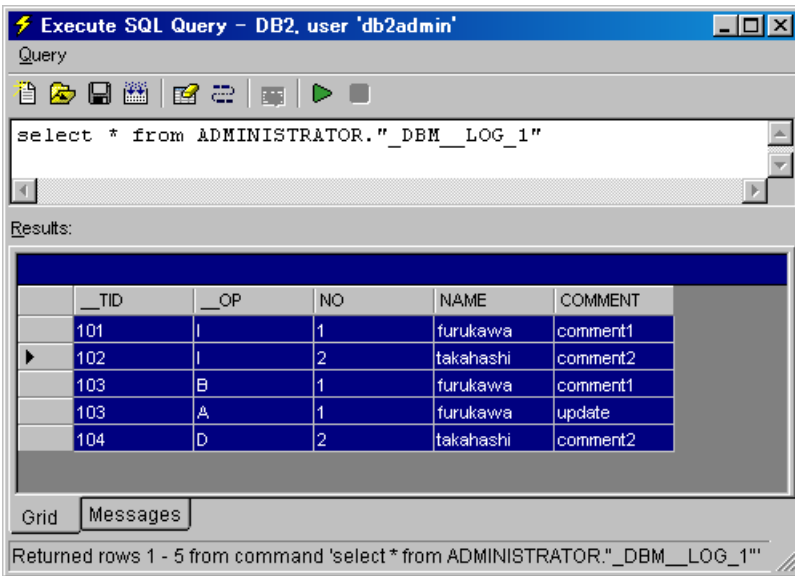 Execute SQL Query - DB2, user 'db2admin'
Query
select * from ADMINISTRATOR."_DBM__LOG_1"
Results:
__TID __OP NO NAME COMMENT
101 I 1 furukawa comment1
102 I 2 takahashi comment2
103 B 1 furukawa comment1
103 A 1 furukawa update
104 D 2 takahashi comment2
Grid Messages
Returned rows 1 - 5 from command 'select * from ADMINISTRATOR."_DBM__LOG_1"'